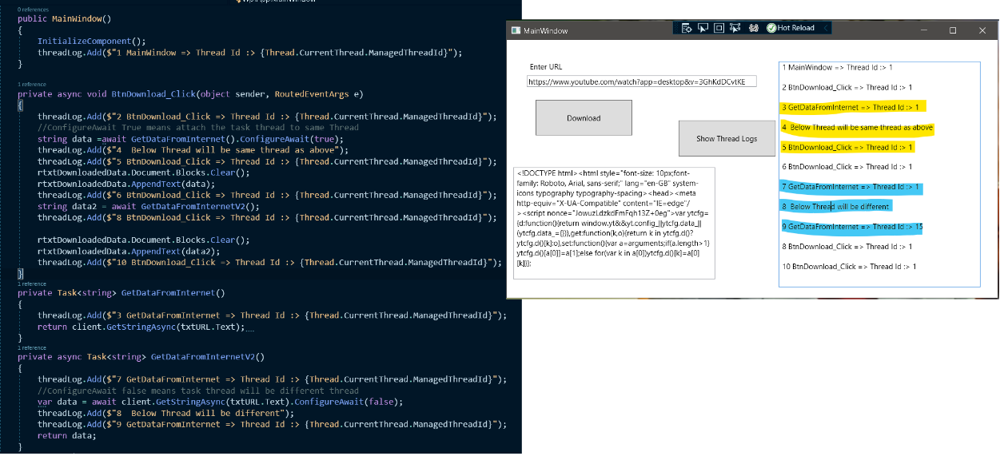 0 references
public MainWindow()
{
InitializeComponent();
threadLog.Add($"1 MainWindow => Thread Id :> {Thread.CurrentThread.ManagedThreadId}");
}
1 reference
private async void BtnDownload_Click(object sender, RoutedEventArgs e)
{
threadLog.Add($"2 BtnDownload_Click => Thread Id :> {Thread.CurrentThread.ManagedThreadId}");
//ConfigureAwait True means attach the task thread to same Thread
string data =await GetDataFromInternet().ConfigureAwait(true);
threadLog.Add($"4  Below Thread will be same thread as above");
threadLog.Add($"5 BtnDownload_Click => Thread Id :> {Thread.CurrentThread.ManagedThreadId}");
rtxtDownloadedData.Document.Blocks.Clear();
rtxtDownloadedData.AppendText(data);
threadLog.Add($"6 BtnDownload_Click => Thread Id :> {Thread.CurrentThread.ManagedThreadId}");
string data2 = await GetDataFromInternetV2();
threadLog.Add($"8 BtnDownload_Click => Thread Id :> {Thread.CurrentThread.ManagedThreadId}");
rtxtDownloadedData.Document.Blocks.Clear();
rtxtDownloadedData.AppendText(data2);
threadLog.Add($"10 BtnDownload_Click => Thread Id :> {Thread.CurrentThread.ManagedThreadId}");
}
1 reference
private Task<string> GetDataFromInternet()
{
threadLog.Add($"3 GetDataFromInternet => Thread Id :> {Thread.CurrentThread.ManagedThreadId}");
return client.GetStringAsync(txtURL.Text);
}
1 reference
private async Task<string> GetDataFromInternetV2()
{
threadLog.Add($"7 GetDataFromInternet => Thread Id :> {Thread.CurrentThread.ManagedThreadId}");
//ConfigureAwait false means task thread will be different thread
var data = await client.GetStringAsync(txtURL.Text).ConfigureAwait(false);
threadLog.Add($"8  Below Thread will be different");
threadLog.Add($"9 GetDataFromInternet => Thread Id :> {Thread.CurrentThread.ManagedThreadId}");
return data;
}
MainWindow
Hot Reload
Enter URL
https://www.youtube.com/watch?app=desktop&v=3GhKdDCvtKE
Download
Show Thread Logs
<!DOCTYPE html><html style="font-size: 10px;font-
family: Roboto, Arial, sans-serif;" lang="en-GB" system-
icons typography typography-spacing><head><meta
http-equiv="X-UA-Compatible" content="IE=edge"/
><script nonce="JowuzLdzkdFmFqh13Z+0eg">var ytcfg=
{d:function(){return window.yt&&yt.config_||ytcfg.data_||
(ytcfg.data_={})},get:function(k,o){return k in ytcfg.d()?
ytcfg.d()[k]:o},set:function(){var a=arguments;if(a.length>1)
ytcfg.d()[a[0]]=a[1];else for(var k in a[0])ytcfg.d()[k]=a[0]
[k]}};
1 MainWindow => Thread Id :> 1
2 BtnDownload_Click => Thread Id :> 1
3 GetDataFromInternet => Thread Id :> 1
4  Below Thread will be same thread as above
5 BtnDownload_Click => Thread Id :> 1
6 BtnDownload_Click => Thread Id :> 1
7 GetDataFromInternet => Thread Id :> 1
8  Below Thread will be different
9 GetDataFromInternet => Thread Id :> 15
8 BtnDownload_Click => Thread Id :> 1
10 BtnDownload_Click => Thread Id :> 1